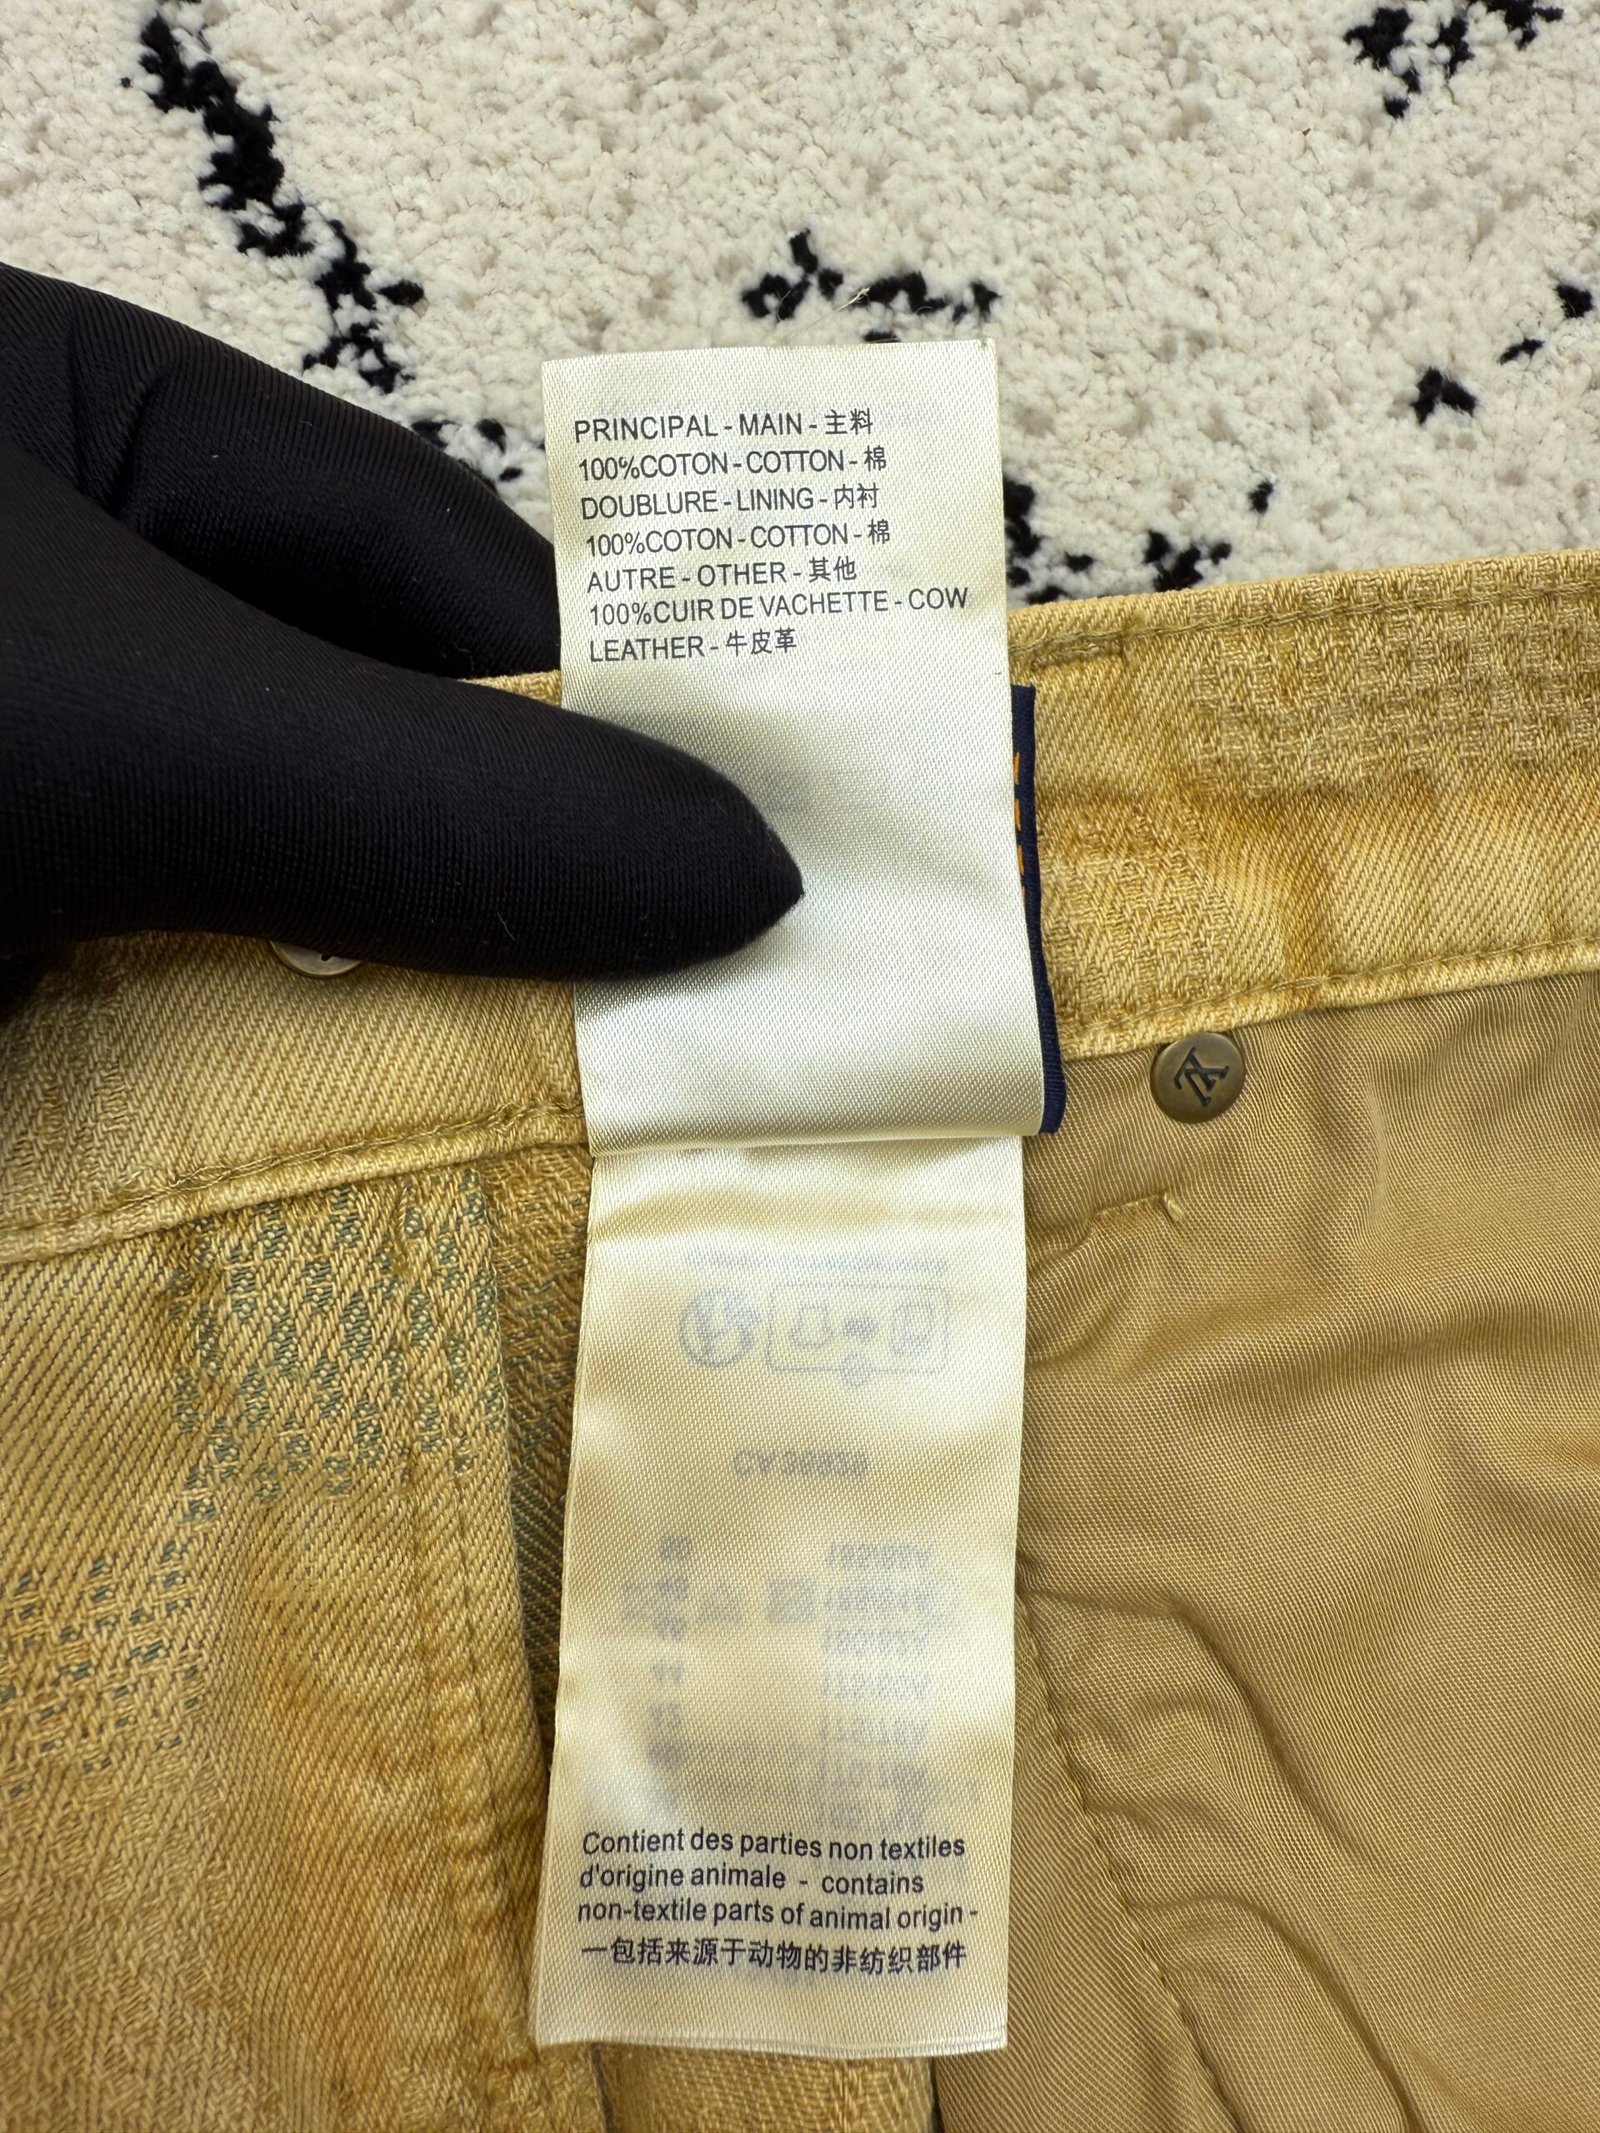 PRINCIPAL - MAIN - 主料
100%COTON - COTTON - 棉
DOUBLURE - LINING - 内衬
100%COTON - COTTON - 棉
AUTRE - OTHER - 其他
100%CUIR DE VACHETTE - COW
LEATHER - 牛皮革
Contient des parties non textiles
d'origine animale - contains
non-textile parts of animal origin -
一包括来源于动物的非纺织部件